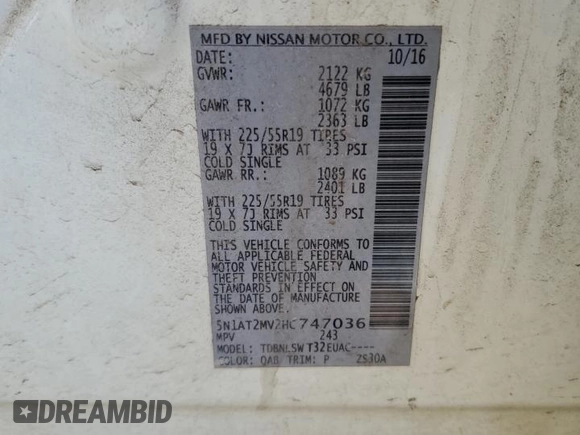 MFD BY NISSAN MOTOR CO., LTD.
DATE: 10/16
GVWR: 2122 KG
4679 LB
GAWR FR.: 1072 KG
2363 LB
WITH 225/55R19 TIRES
19 X 7J RIMS AT 33 PSI
COLD SINGLE
GAWR RR.: 1089 KG
2401 LB
WITH 225/55R19 TIRES
19 X 7J RIMS AT 33 PSI
COLD SINGLE
THIS VEHICLE CONFORMS TO
ALL APPLICABLE FEDERAL
MOTOR VEHICLE SAFETY AND
THEFT PREVENTION
STANDARDS IN EFFECT ON
THE DATE OF MANUFACTURE
SHOWN ABOVE.
5N1AT2MV2HC747036
MPV 243
MODEL: TDBNLSW T32EUAC----
COLOR: QAB TRIM: P 2S30A
DREAMBID